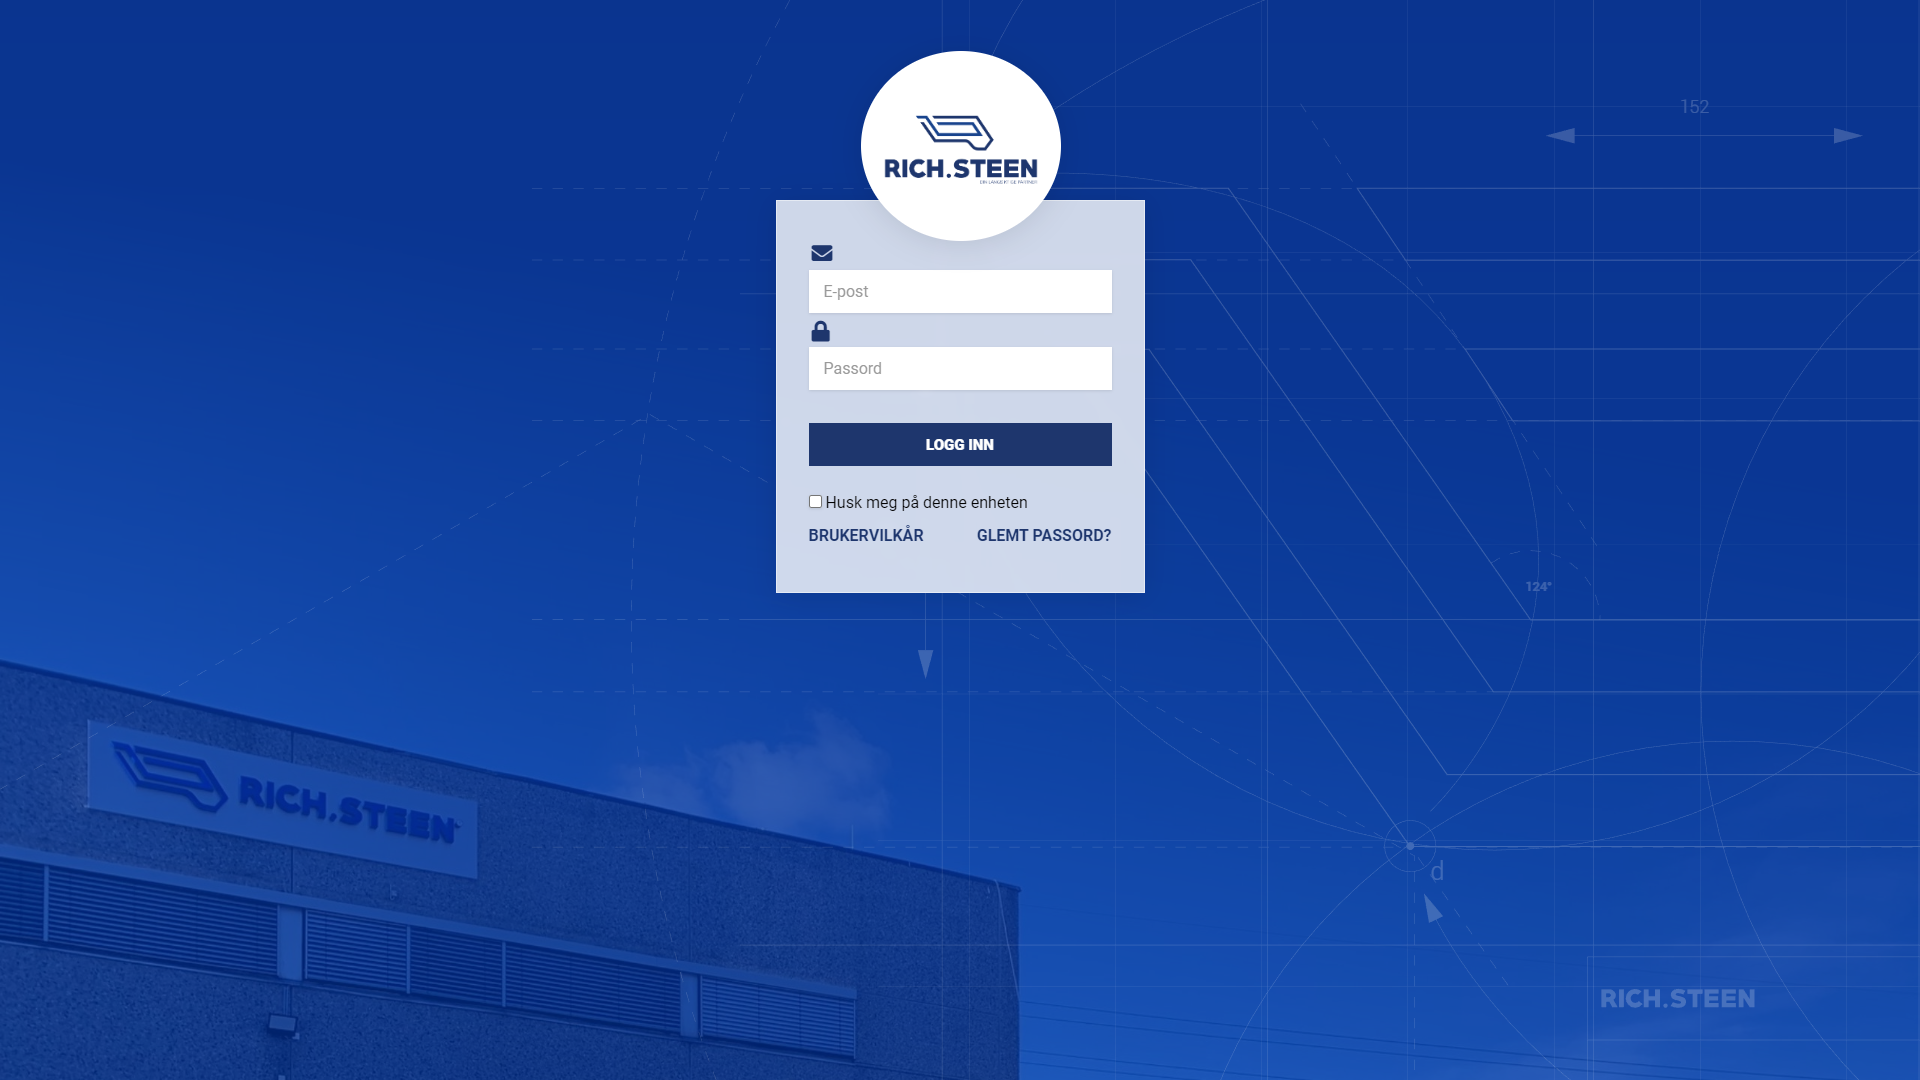 152
RICH.STEEN
E-post
Passord
LOGG INN
Husk meg på denne enheten
BRUKERVILKÅR
GLEMT PASSORD?
124°
RICH.STEEN
d
RICH.STEEN